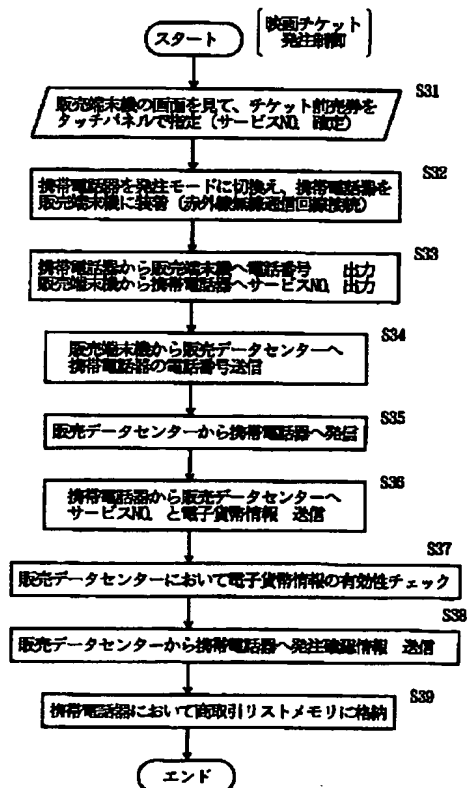 映画チケット
発注制御
スタート
S31
販売端末機の画面を見て、チケット前売券を
タッチパネルで指定（サービスNO. 確定）
S32
携帯電話器を発注モードに切換え，携帯電話器を
販売端末機に装着（赤外線無線通信回線接続）
S33
携帯電話器から販売端末機へ電話番号 出力
販売端末機から携帯電話器へサービスNO. 出力
S34
販売端末機から販売データセンターへ
携帯電話器の電話番号送信
S35
販売データセンターから携帯電話器へ発信
S36
携帯電話器から販売データセンターへ
サービスNO. と電子貨幣情報 送信
S37
販売データセンターにおいて電子貨幣情報の有効性チェック
S38
販売データセンターから携帯電話器へ発注確認情報 送信
S39
携帯電話器において商取引リストメモリに格納
エンド